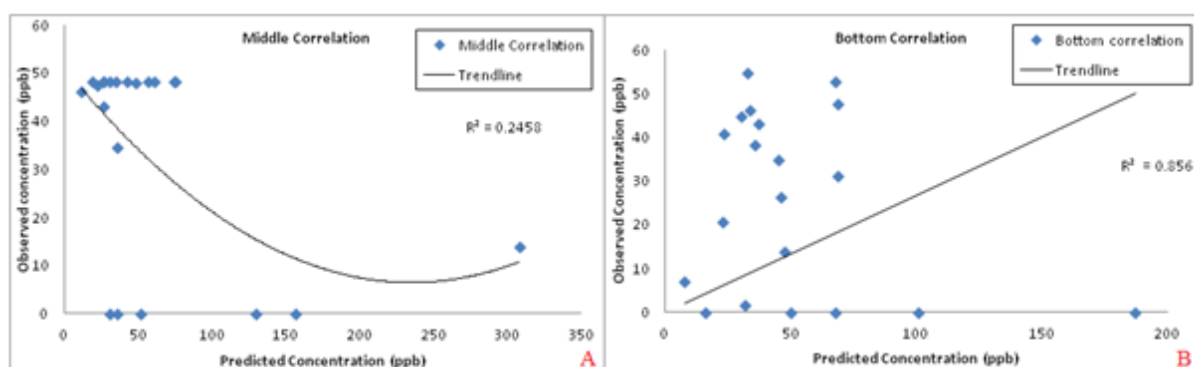 Middle Correlation
Middle Correlation
Trendline
R² = 0.2458
Observed concentration (ppb)
60
50
40
30
20
10
0
0 50 100 150 200 250 300 350
Predicted Concentration (ppb)
A
Bottom Correlation
Bottom correlation
Trendline
R² = 0.856
Observed Concentration (ppb)
60
50
40
30
20
10
0
0 50 100 150 200
Predicted Concentration (ppb)
B